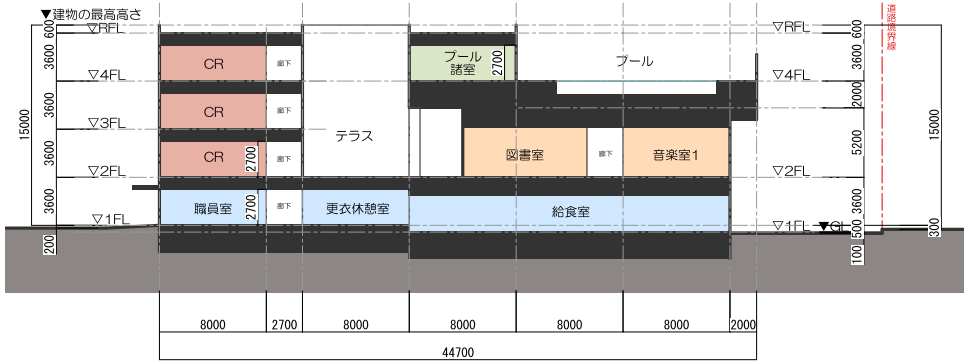 ▼建物の最高高さ
▽RFL
▽RFL
道路境界線
600
3600
3600
3600
3600
200
15000
CR
廊下
プール
諸室
2700
プール
600
3600
2000
5200
3600
500
100
15000
300
▽4FL
▽4FL
CR
廊下
▽3FL
テラス
CR
2700
廊下
図書室
廊下
音楽室1
▽2FL
▽2FL
職員室
2700
廊下
更衣休憩室
給食室
▽1FL
▽1FL
▼GL
8000
2700
8000
8000
8000
8000
2000
44700